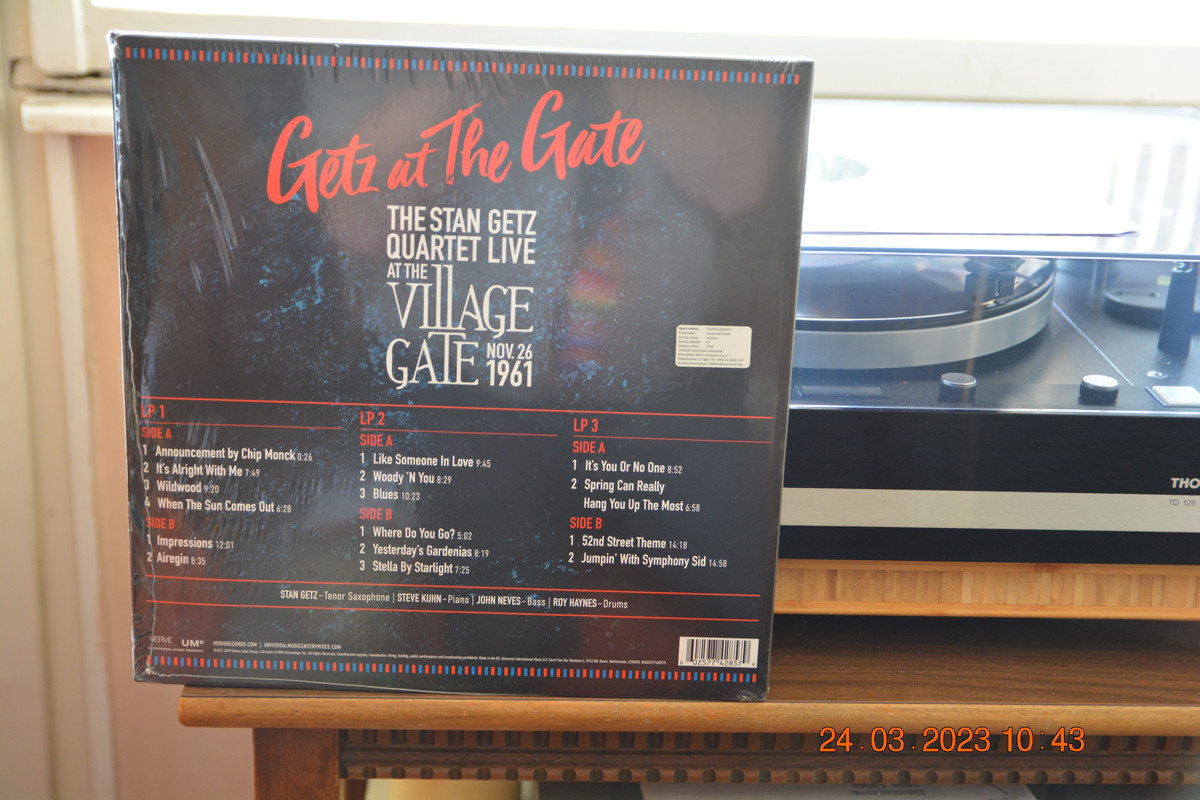 Getz at The Gate
THE STAN GETZ
QUARTET LIVE
AT THE
VILLAGE
GATE NOV. 26
1961
LP 1
SIDE A
1 Announcement by Chip Monck 0:26
2 It's Alright With Me 7:49
3 Wildwood 9:20
4 When The Sun Comes Out 6:28
SIDE B
1 Impressions 12:01
2 Airegin 8:35
LP 2
SIDE A
1 Like Someone In Love 9:45
2 Woody 'N You 8:29
3 Blues 10:23
SIDE B
1 Where Do You Go? 5:02
2 Yesterday's Gardenias 8:19
3 Stella By Starlight 7:25
LP 3
SIDE A
1 It's You Or No One 8:52
2 Spring Can Really
Hang You Up The Most 6:58
SIDE B
1 52nd Street Theme 14:18
2 Jumpin' With Symphony Sid 14:58
STAN GETZ – Tenor Saxophone | STEVE KUHN – Piano | JOHN NEVES – Bass | ROY HAYNES – Drums
VERVE UMe VERVERECORDS.COM | UNIVERSALMUSICENTERPRISES.COM
6 02577 42857 9
THO
TD 126
24.03.2023 10:43